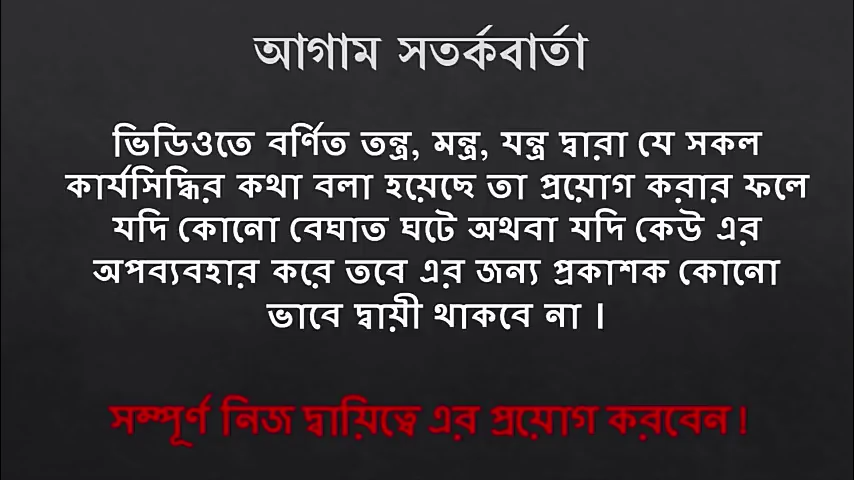 আগাম সতর্কবার্তা
ভিডিওতে বর্ণিত তন্ত্র, মন্ত্র, যন্ত্র দ্বারা যে সকল
কার্যসিদ্ধির কথা বলা হয়েছে তা প্রয়োগ করার ফলে
যদি কোনো বেঘাত ঘটে অথবা যদি কেউ এর
অপব্যবহার করে তবে এর জন্য প্রকাশক কোনো
ভাবে দ্বায়ী থাকবে না ।
সম্পূর্ণ নিজ দ্বায়িত্বে এর প্রয়োগ করবেন !